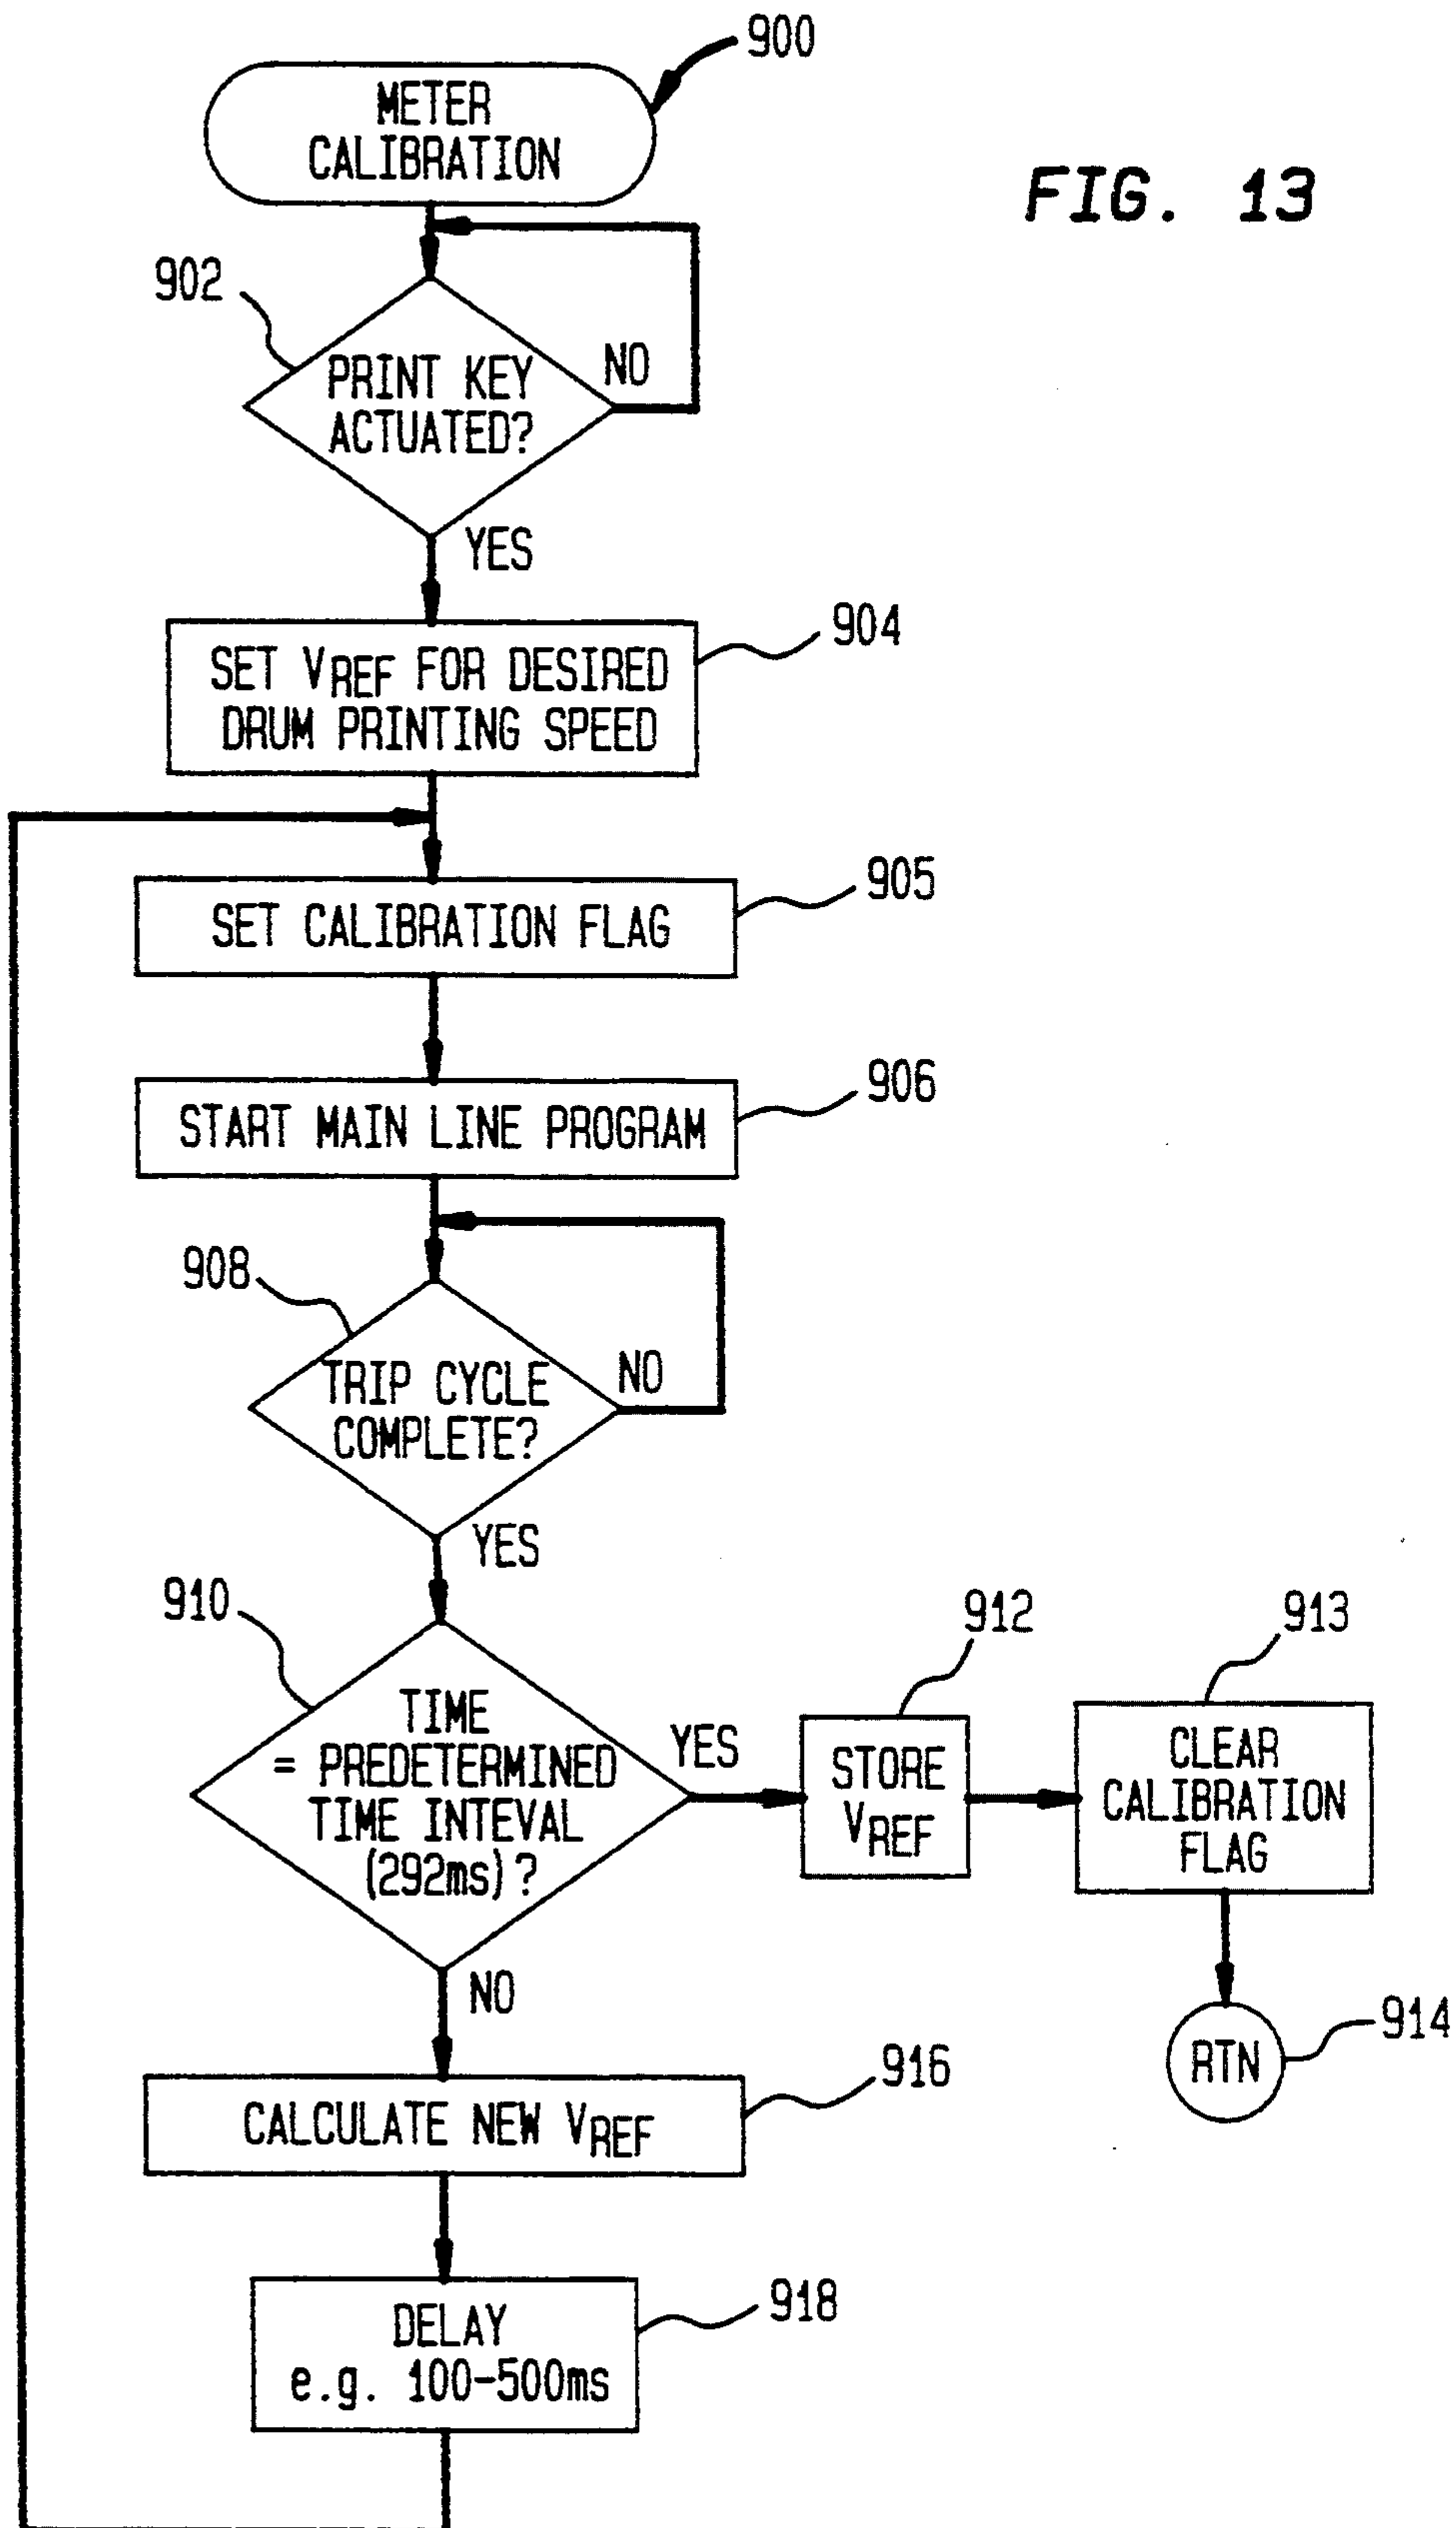 900
METER
CALIBRATION
FIG. 13
902
PRINT KEY
ACTUATED?
NO
YES
904
SET VREF FOR DESIRED
DRUM PRINTING SPEED
905
SET CALIBRATION FLAG
906
START MAIN LINE PROGRAM
908
TRIP CYCLE
COMPLETE?
NO
YES
910
TIME
= PREDETERMINED
TIME INTEVAL
(292ms)?
YES
912
STORE
VREF
913
CLEAR
CALIBRATION
FLAG
NO
914
RTN
916
CALCULATE NEW VREF
918
DELAY
e.g. 100-500ms